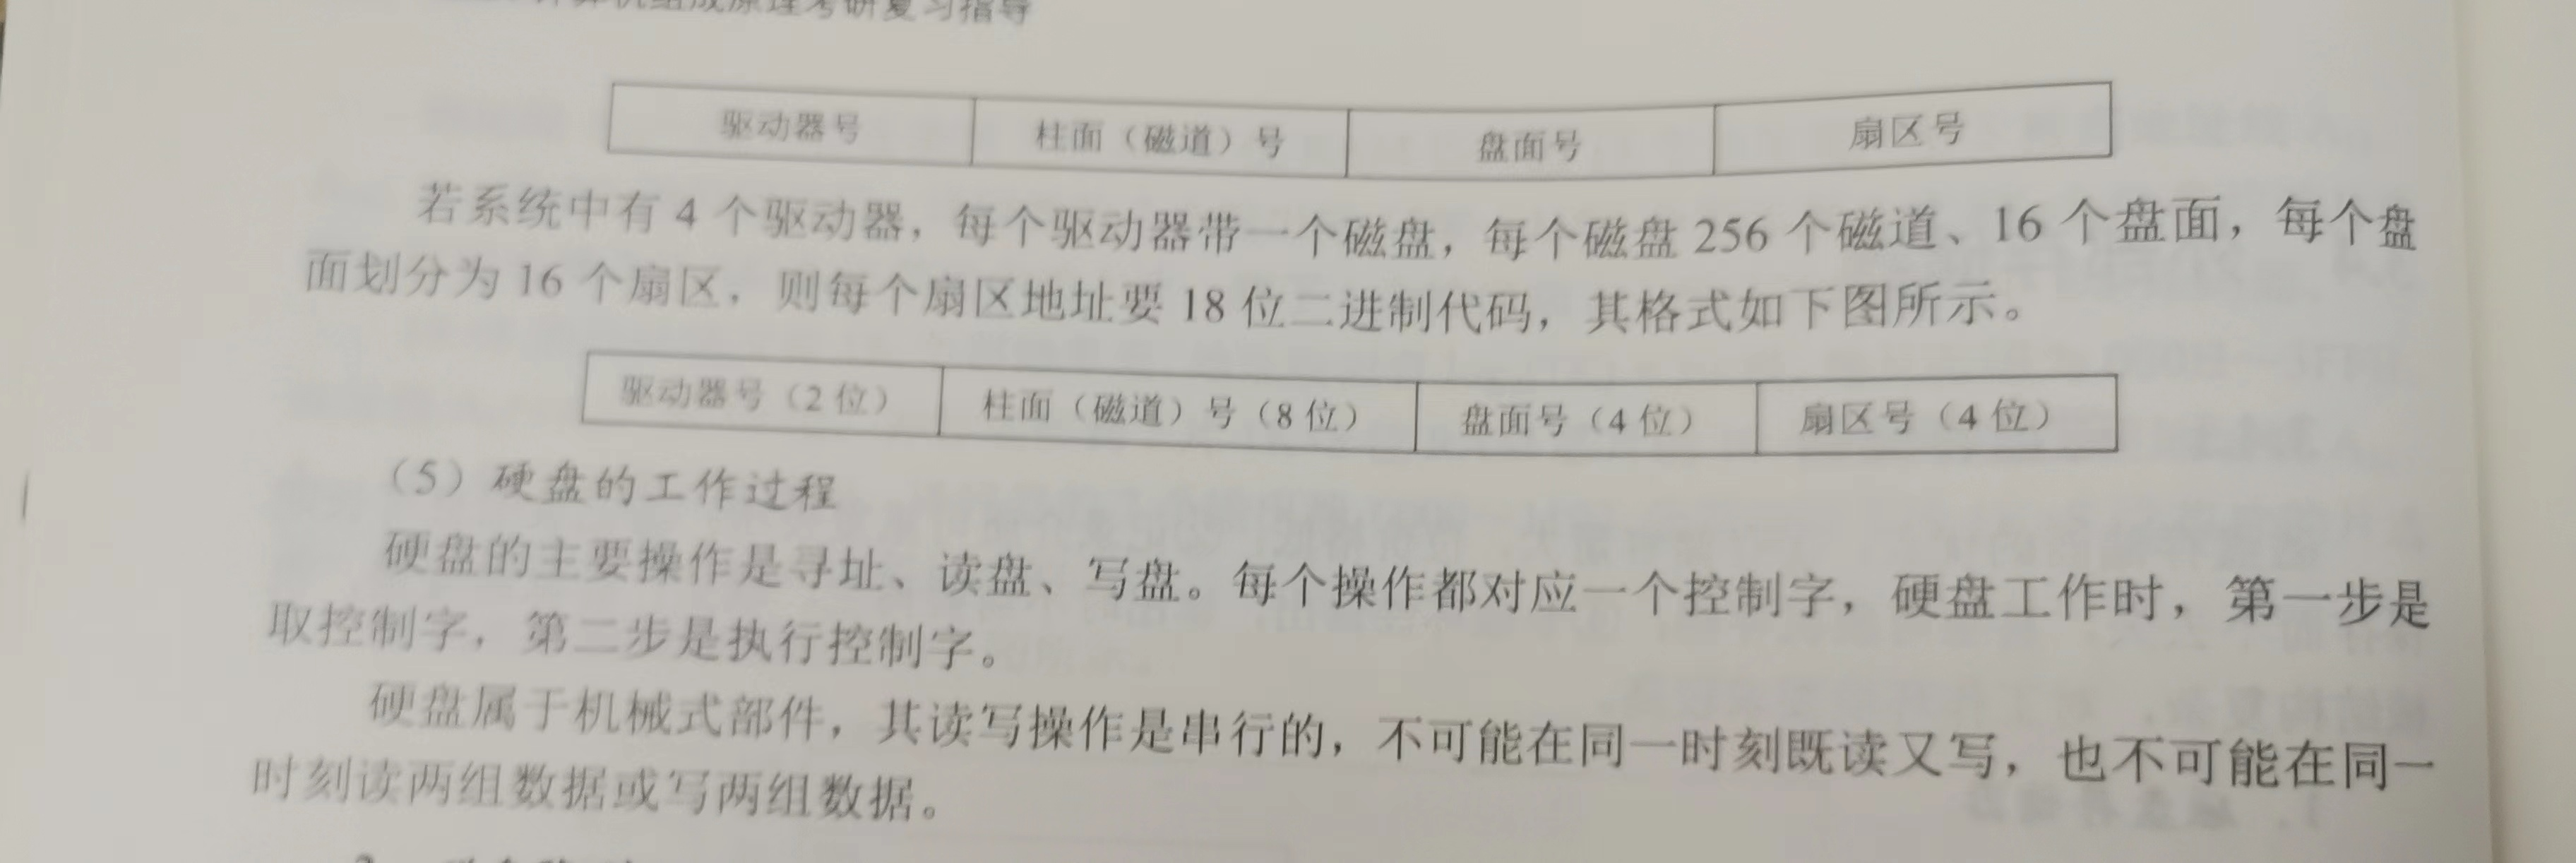 计算机组成原理考研复习指导
驱动器号 柱面（磁道）号 盘面号 扇区号
若系统中有 4 个驱动器，每个驱动器带一个磁盘，每个磁盘 256 个磁道、16 个盘面，每个盘
面划分为 16 个扇区，则每个扇区地址要 18 位二进制代码，其格式如下图所示。
驱动器号（2 位） 柱面（磁道）号（8 位） 盘面号（4 位） 扇区号（4 位）
（5）硬盘的工作过程
硬盘的主要操作是寻址、读盘、写盘。每个操作都对应一个控制字，硬盘工作时，第一步是
取控制字，第二步是执行控制字。
硬盘属于机械式部件，其读写操作是串行的，不可能在同一时刻既读又写，也不可能在同一
时刻读两组数据或写两组数据。